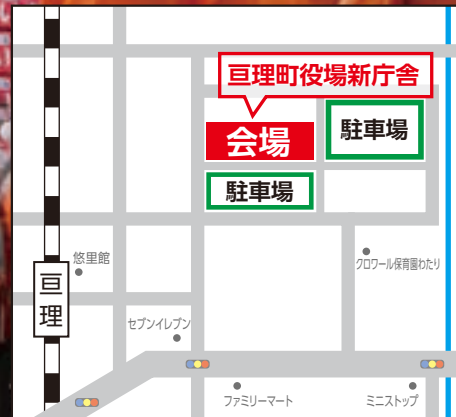 亘理町役場新庁舎
会場
駐車場
駐車場
悠里館
クロワール保育園わたり
亘理
セブンイレブン
ファミリーマート
ミニストップ